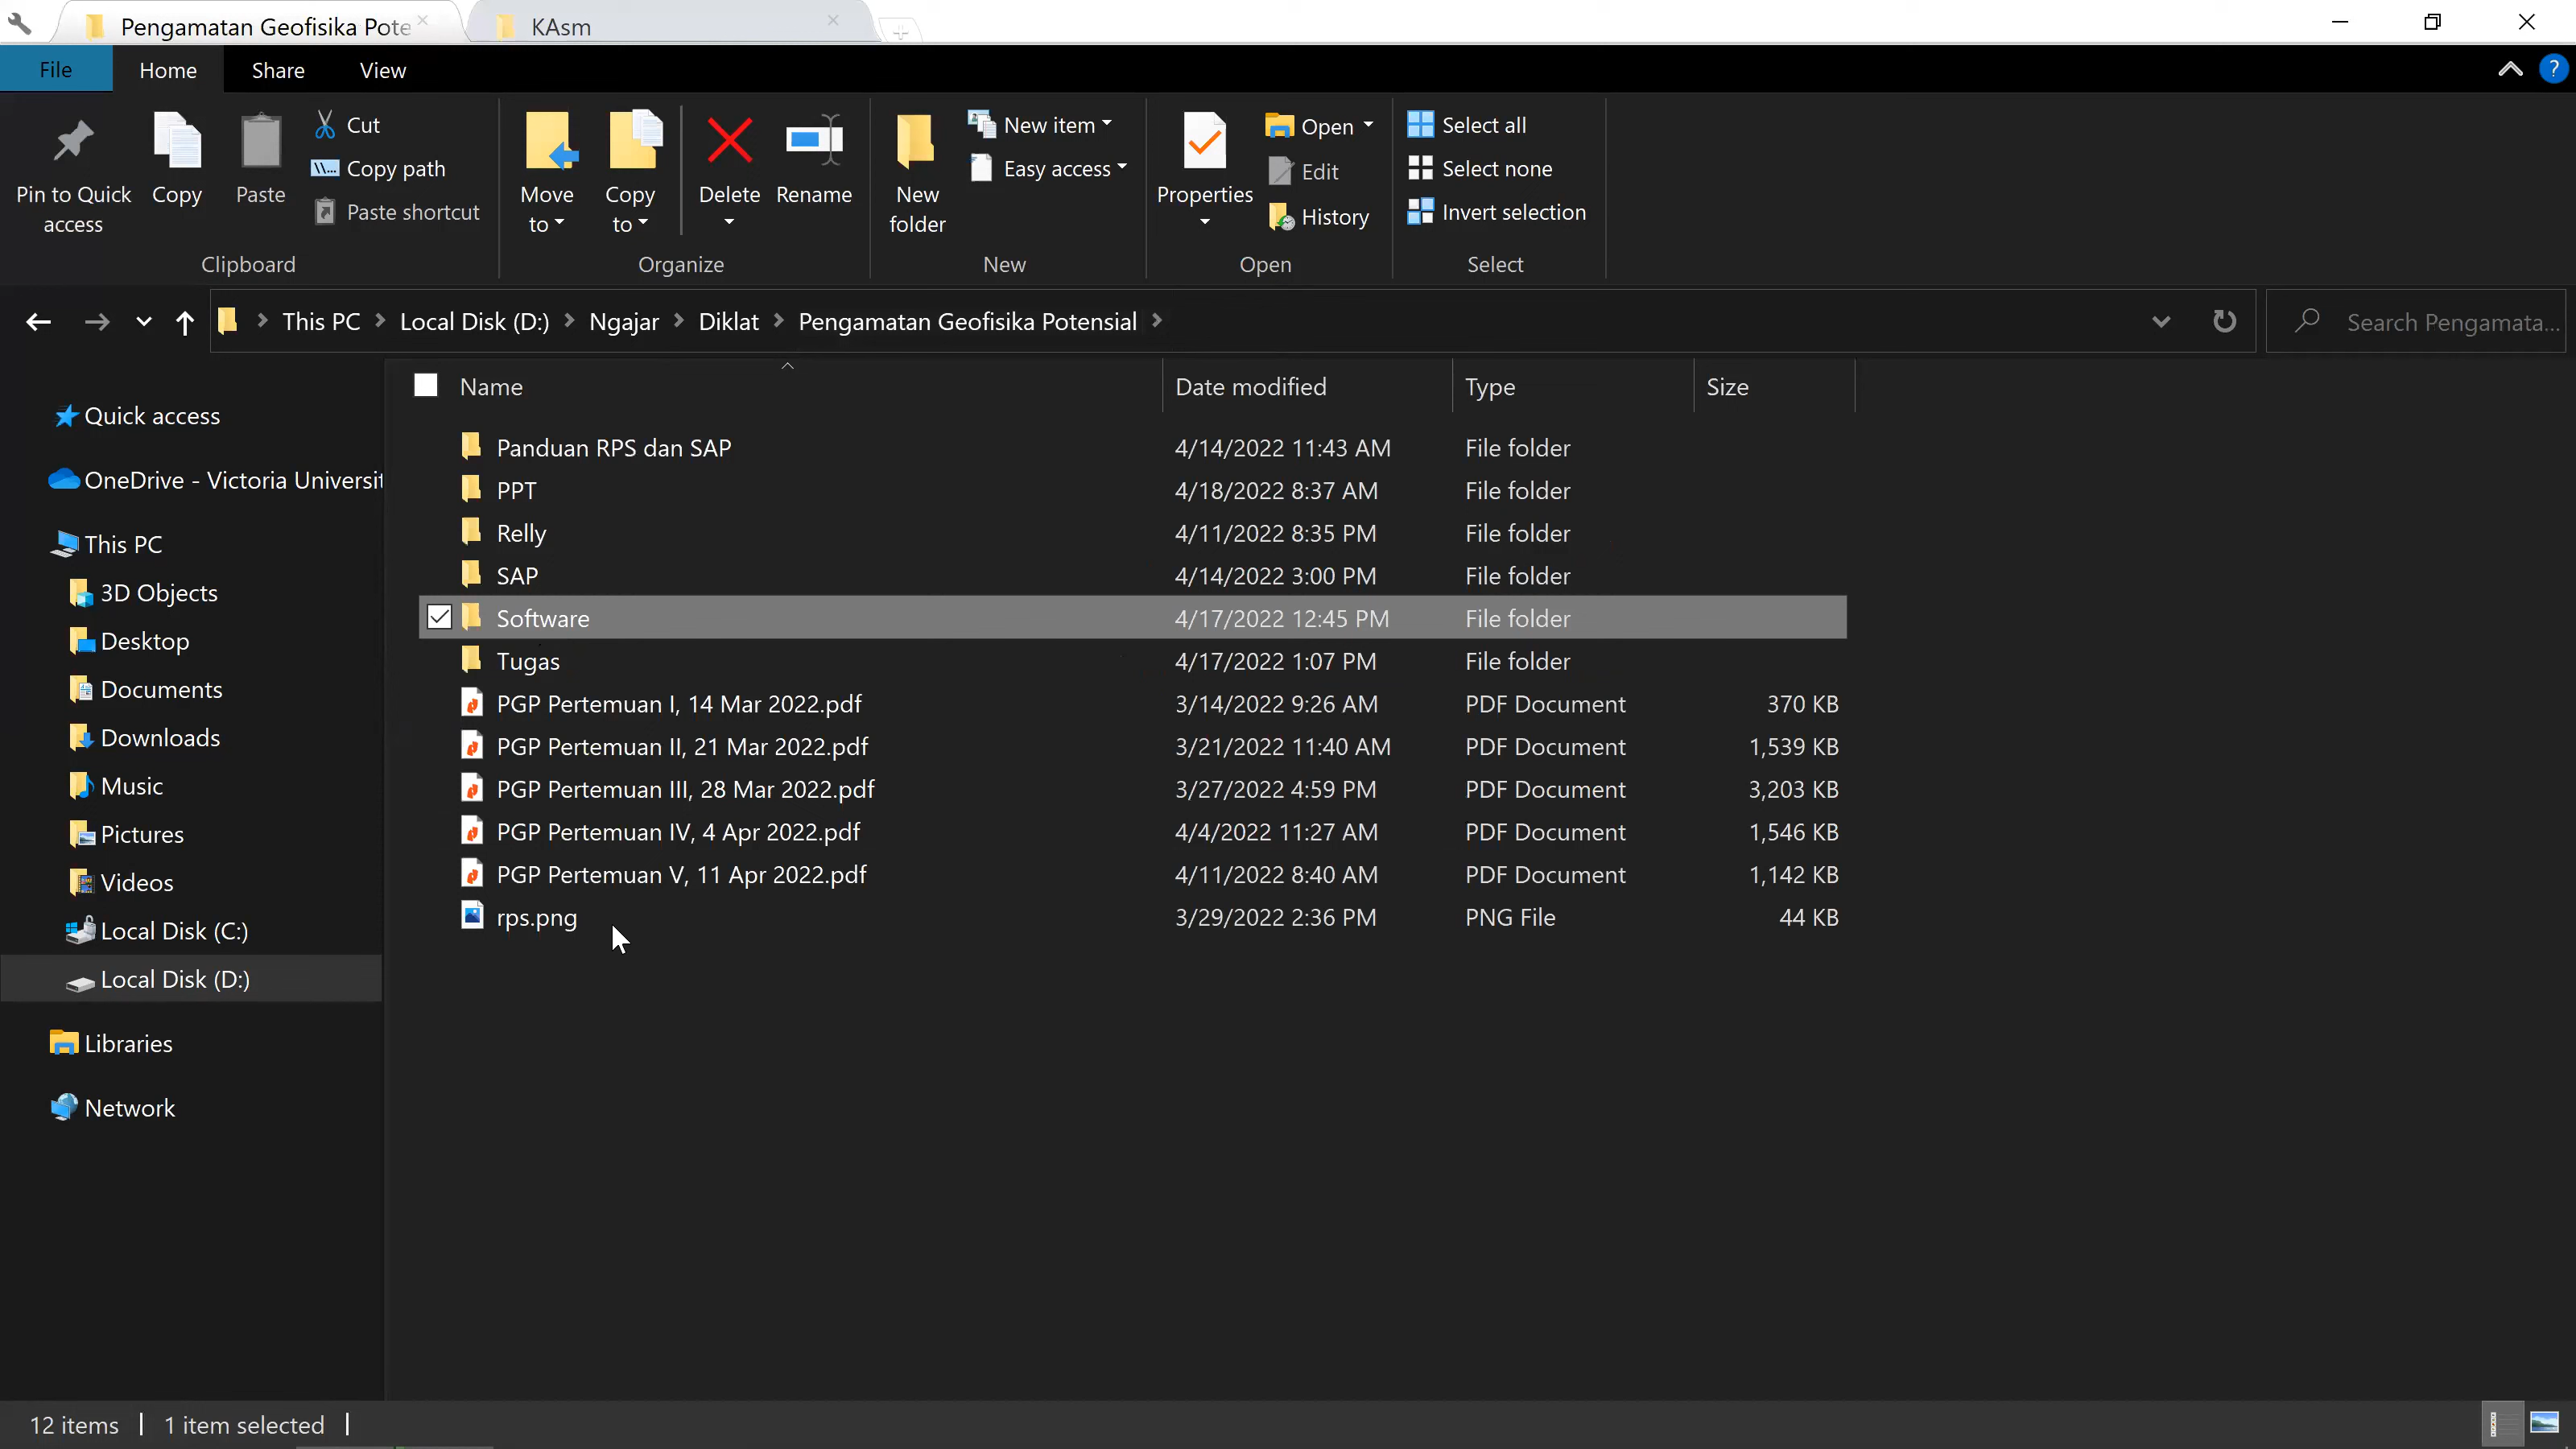 Pengamatan Geofisika Pote
KAsm
File
Home
Share
View
Pin to Quick access
Copy
Paste
Cut
Copy path
Paste shortcut
Clipboard
Move to
Copy to
Delete
Rename
Organize
New folder
New item
Easy access
New
Properties
Open
Edit
History
Open
Select all
Select none
Invert selection
Select
This PC > Local Disk (D:) > Ngajar > Diklat > Pengamatan Geofisika Potensial >
Search Pengamata...
Quick access
OneDrive - Victoria Universit
This PC
3D Objects
Desktop
Documents
Downloads
Music
Pictures
Videos
Local Disk (C:)
Local Disk (D:)
Libraries
Network
Name Date modified Type Size
Panduan RPS dan SAP 4/14/2022 11:43 AM File folder
PPT 4/18/2022 8:37 AM File folder
Relly 4/11/2022 8:35 PM File folder
SAP 4/14/2022 3:00 PM File folder
Software 4/17/2022 12:45 PM File folder
Tugas 4/17/2022 1:07 PM File folder
PGP Pertemuan I, 14 Mar 2022.pdf 3/14/2022 9:26 AM PDF Document 370 KB
PGP Pertemuan II, 21 Mar 2022.pdf 3/21/2022 11:40 AM PDF Document 1,539 KB
PGP Pertemuan III, 28 Mar 2022.pdf 3/27/2022 4:59 PM PDF Document 3,203 KB
PGP Pertemuan IV, 4 Apr 2022.pdf 4/4/2022 11:27 AM PDF Document 1,546 KB
PGP Pertemuan V, 11 Apr 2022.pdf 4/11/2022 8:40 AM PDF Document 1,142 KB
rps.png 3/29/2022 2:36 PM PNG File 44 KB
12 items
1 item selected